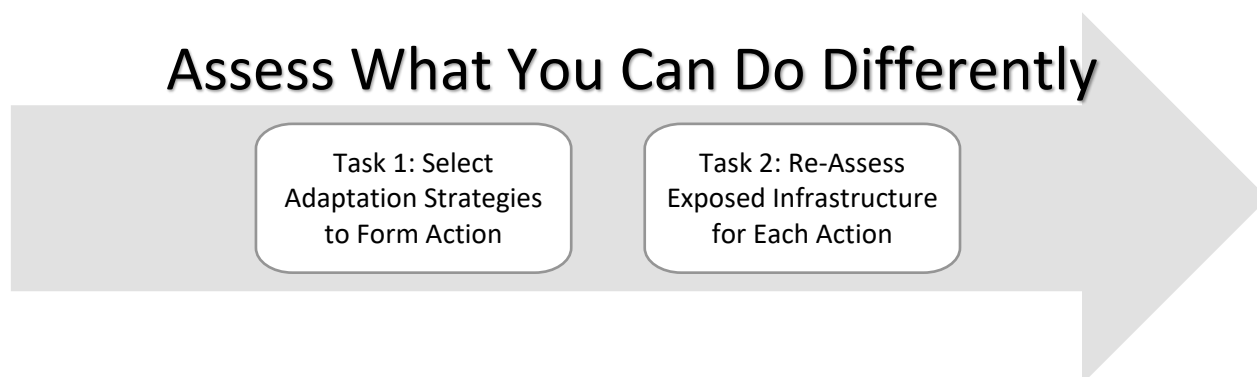 Assess What You Can Do Differently
Task 1: Select
Adaptation Strategies
to Form Action
Task 2: Re-Assess
Exposed Infrastructure
for Each Action